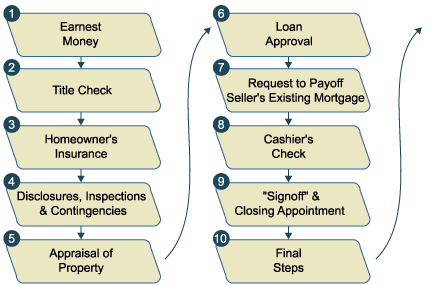 1
Earnest
Money
2
Title Check
3
Homeowner's
Insurance
4
Disclosures, Inspections
& Contingencies
5
Appraisal of
Property
6
Loan
Approval
7
Request to Payoff
Seller's Existing Mortgage
8
Cashier's
Check
9
"Signoff" &
Closing Appointment
10
Final
Steps